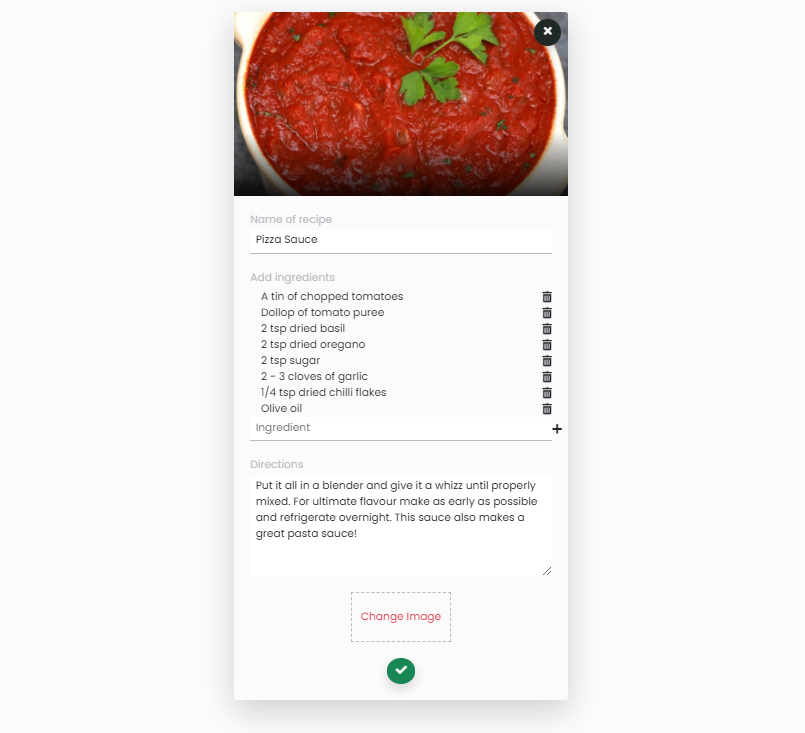 Name of recipe
Pizza Sauce
Add ingredients
A tin of chopped tomatoes
Dollop of tomato puree
2 tsp dried basil
2 tsp dried oregano
2 tsp sugar
2 - 3 cloves of garlic
1/4 tsp dried chilli flakes
Olive oil
Ingredient
Directions
Put it all in a blender and give it a whizz until properly
mixed. For ultimate flavour make as early as possible
and refrigerate overnight. This sauce also makes a
great pasta sauce!
Change Image